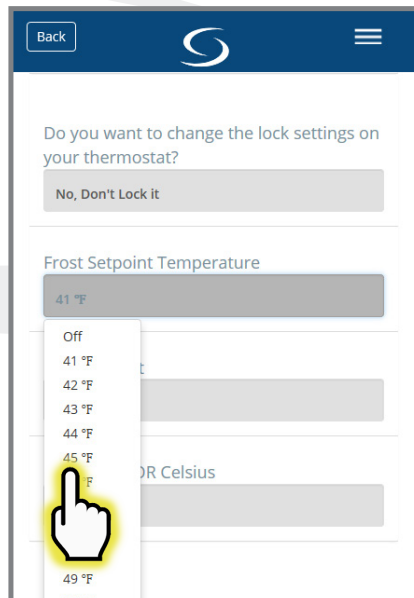 Back
Do you want to change the lock settings on
your thermostat?
No, Don't Lock it
Frost Setpoint Temperature
41 °F
Off
41 °F
42 °F
43 °F
44 °F
45 °F
°F
OR Celsius
49 °F